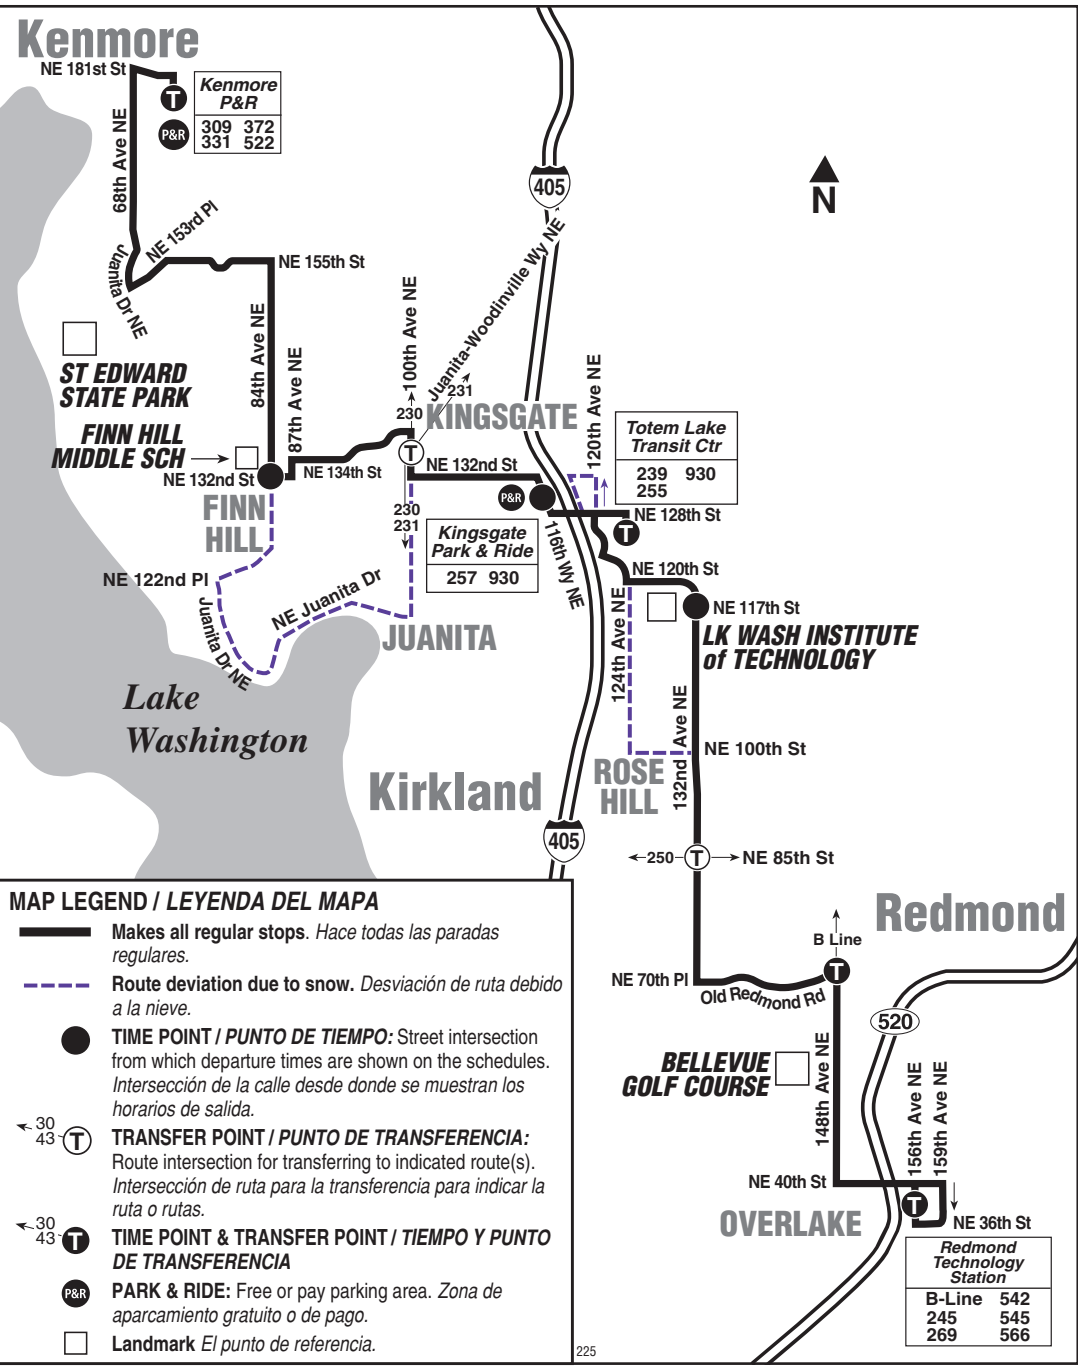 Kenmore
NE 181st St
Kenmore
P&R
309 372
331 522
T
P&R
68th Ave NE
405
N
NE 153rd Pl
Juanita Dr NE
NE 155th St
Juanita-Woodinville Wy NE
100th Ave NE
84th Ave NE
87th Ave NE
ST EDWARD
STATE PARK
FINN HILL
MIDDLE SCH
231
230
KINGSGATE
120th Ave NE
T
NE 132nd St
NE 134th St
NE 132nd St
Totem Lake
Transit Ctr
239 930
255
P&R
FINN
HILL
230
231
NE 128th St
T
Kingsgate
Park & Ride
257 930
116th Wy NE
NE 122nd Pl
NE Juanita Dr
Juanita Dr NE
JUANITA
NE 120th St
NE 117th St
124th Ave NE
LK WASH INSTITUTE
of TECHNOLOGY
Lake
Washington
132nd Ave NE
NE 100th St
ROSE
HILL
Kirkland
405
250
T
NE 85th St
Redmond
B Line
T
NE 70th Pl
Old Redmond Rd
520
BELLEVUE
GOLF COURSE
148th Ave NE
156th Ave NE
159th Ave NE
NE 40th St
T
OVERLAKE
NE 36th St
Redmond
Technology
Station
B-Line 542
245 545
269 566
MAP LEGEND / LEYENDA DEL MAPA
Makes all regular stops. Hace todas las paradas
regulares.
Route deviation due to snow. Desviación de ruta debido
a la nieve.
TIME POINT / PUNTO DE TIEMPO: Street intersection
from which departure times are shown on the schedules.
Intersección de la calle desde donde se muestran los
horarios de salida.
30
43
T
TRANSFER POINT / PUNTO DE TRANSFERENCIA:
Route intersection for transferring to indicated route(s).
Intersección de ruta para la transferencia para indicar la
ruta o rutas.
30
43
T
TIME POINT & TRANSFER POINT / TIEMPO Y PUNTO
DE TRANSFERENCIA
P&R
PARK & RIDE: Free or pay parking area. Zona de
aparcamiento gratuito o de pago.
Landmark El punto de referencia.
225